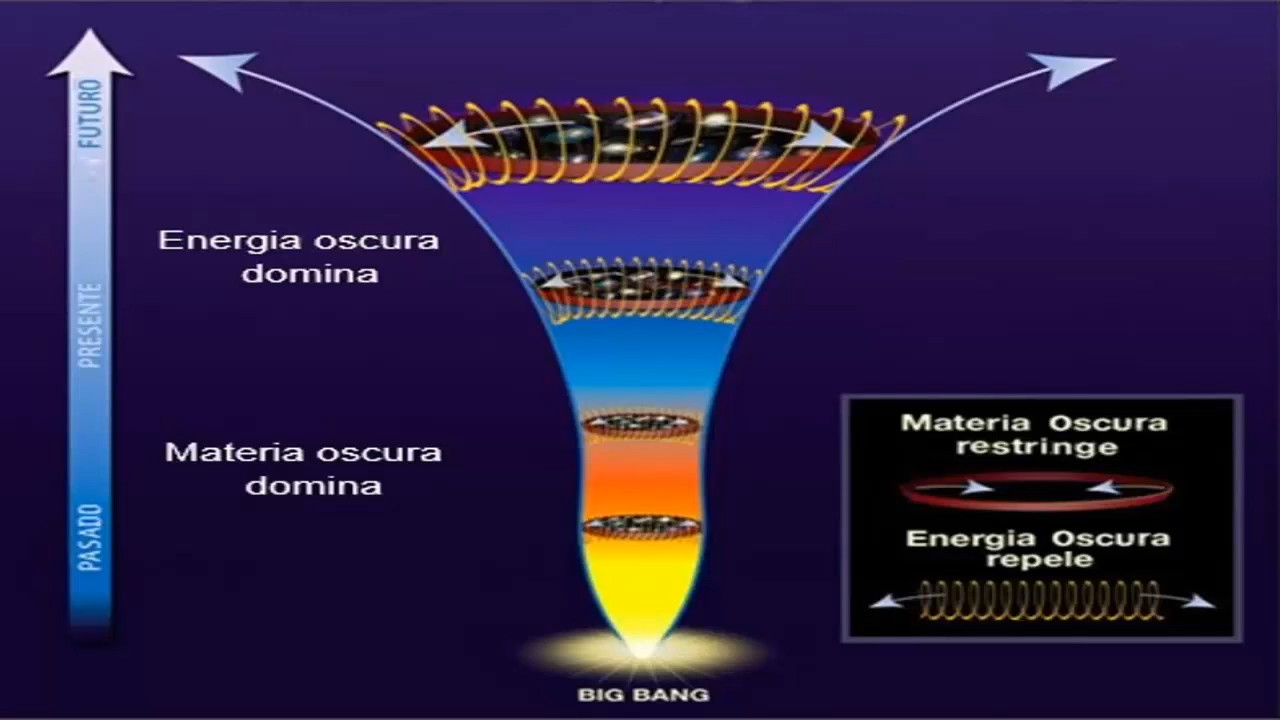 FUTURO
PRESENTE
PASADO
Energia oscura
domina
Materia oscura
domina
Materia Oscura
restringe
Energia Oscura
repele
BIG BANG